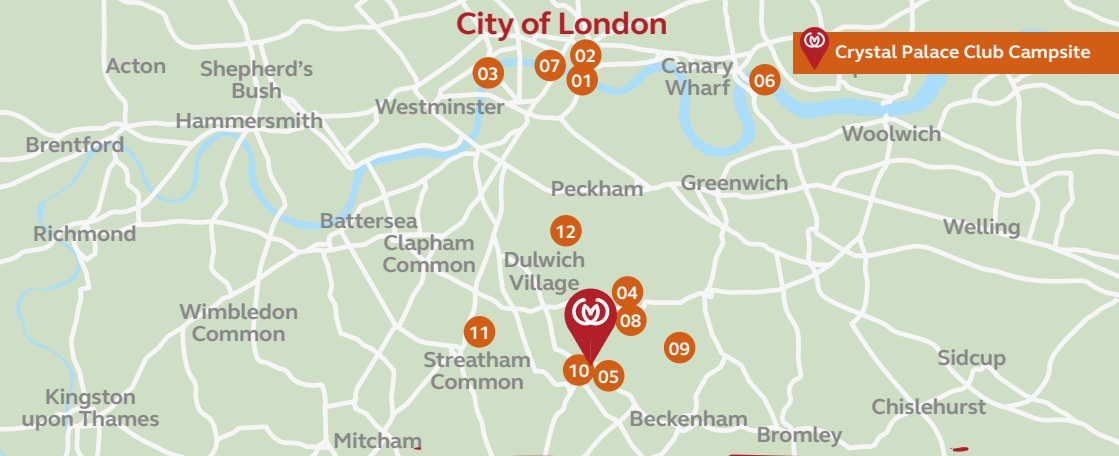 City of London
Crystal Palace Club Campsite
Acton
Shepherd's
Bush
03
07
02
01
Canary
Wharf
06
Westminster
Hammersmith
Brentford
Woolwich
Peckham
Greenwich
Richmond
Battersea
Clapham
Common
12
Dulwich
Village
Welling
04
08
Wimbledon
Common
11
09
Streatham
Common
10
05
Sidcup
Kingston
upon Thames
Beckenham
Chislehurst
Bromley
Mitcham